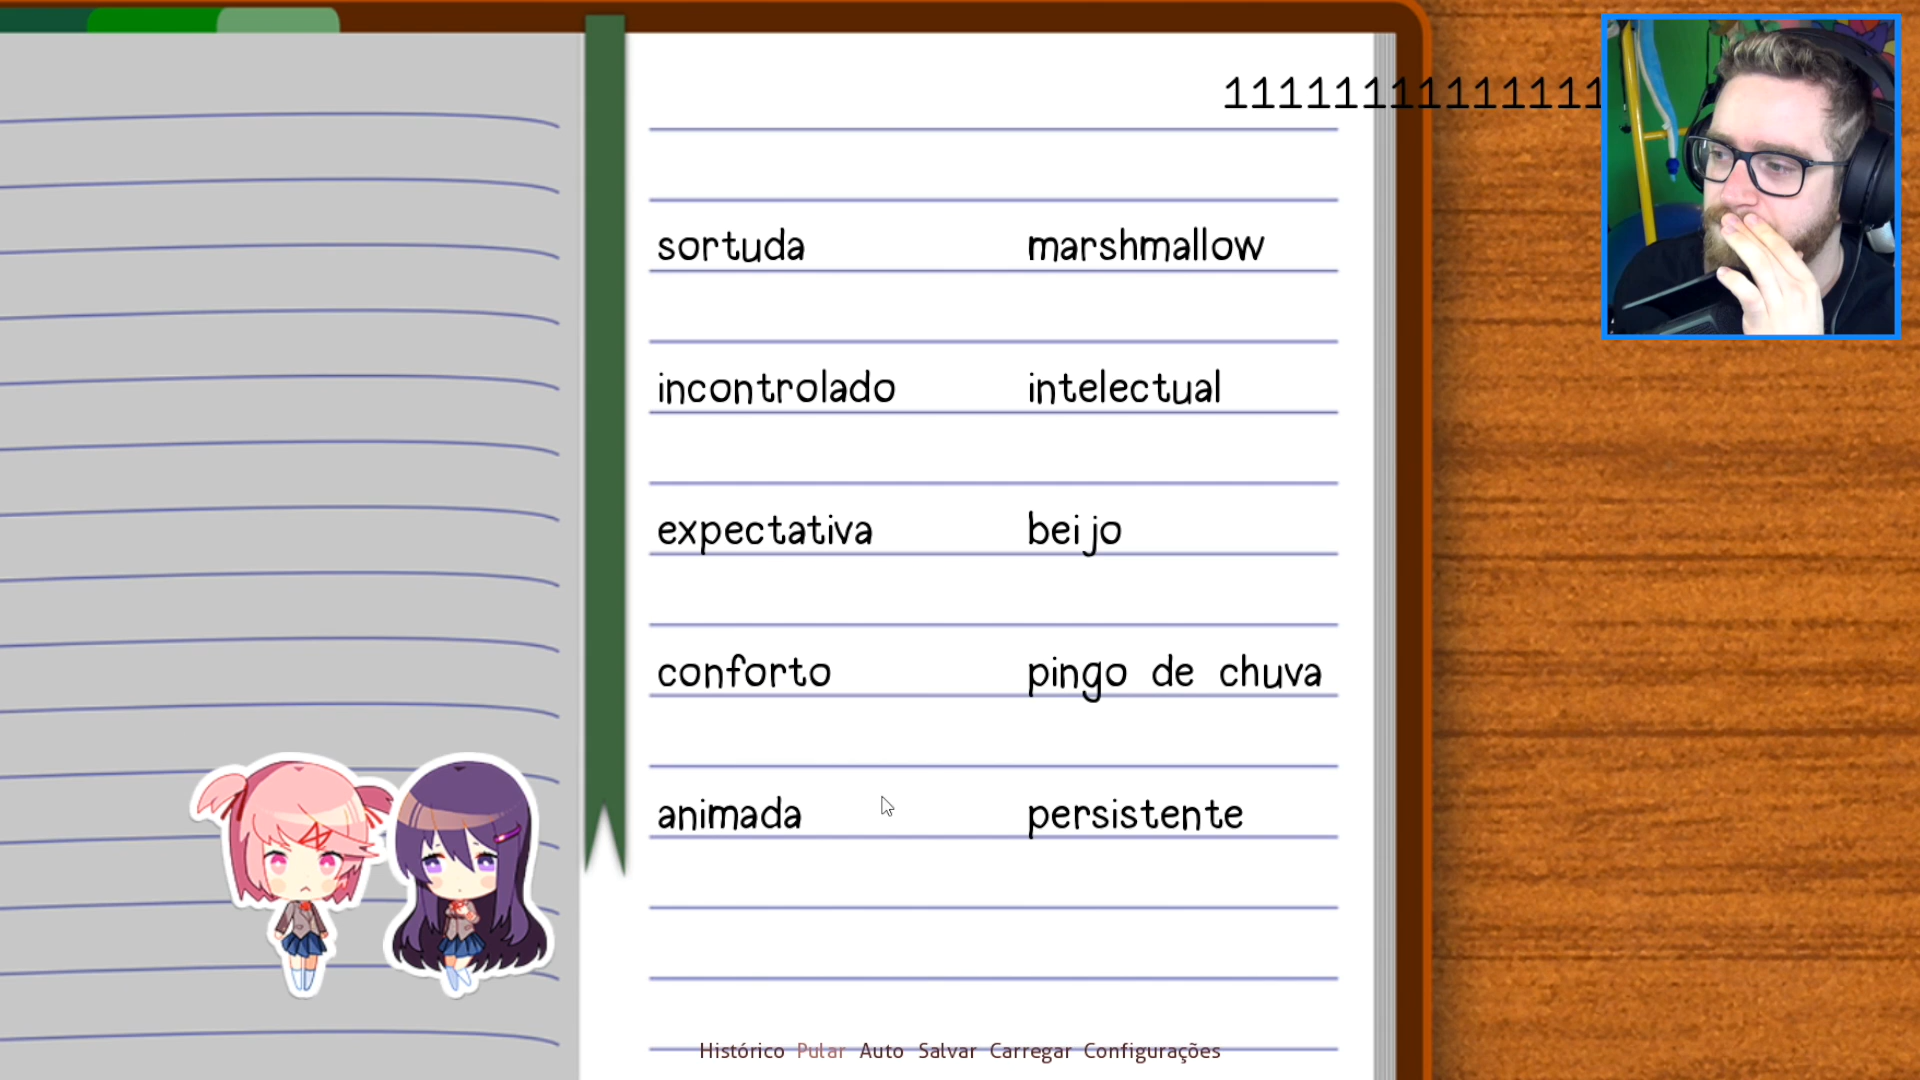 11111111111111
sortuda marshmallow
incontrolado intelectual
expectativa beijo
conforto pingo de chuva
animada persistente
Histórico Pular Auto Salvar Carregar Configurações